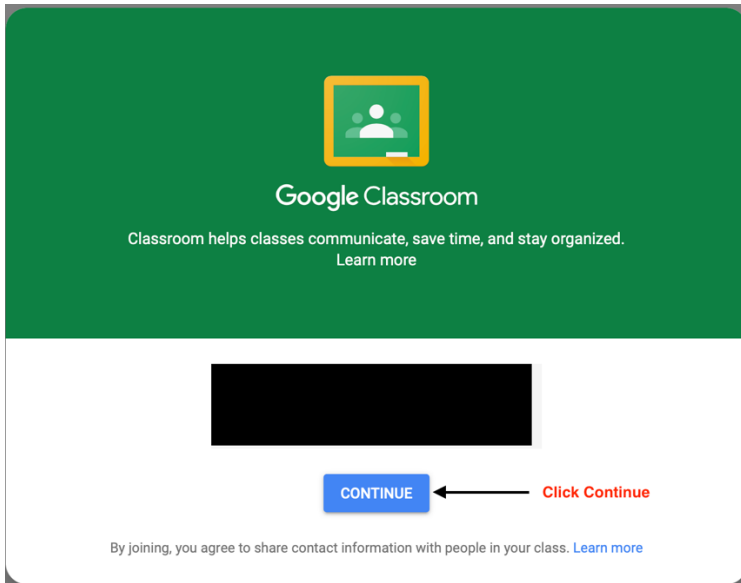 Google Classroom
Classroom helps classes communicate, save time, and stay organized.
Learn more
CONTINUE
Click Continue
By joining, you agree to share contact information with people in your class. Learn more